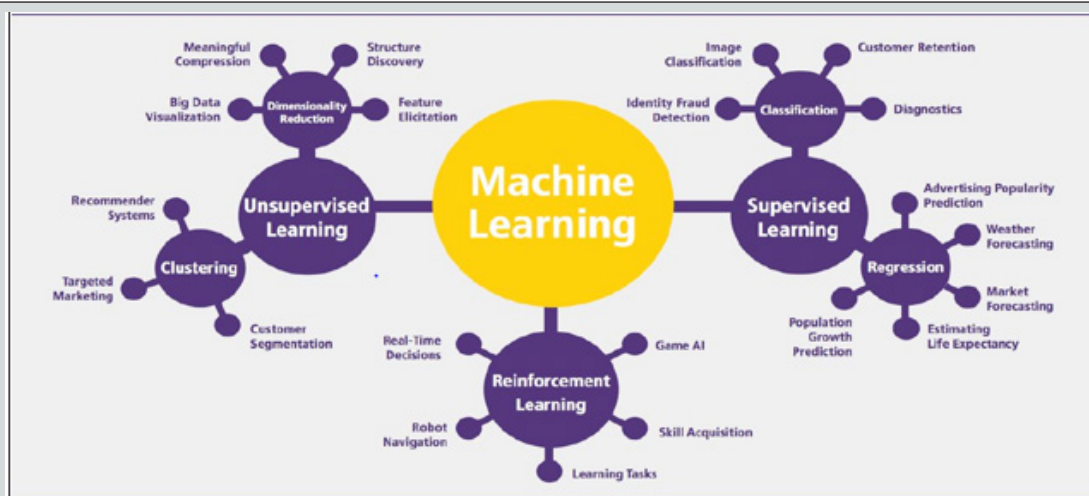 Machine
Learning
Unsupervised
Learning
Dimensionality
Reduction
Meaningful
Compression
Structure
Discovery
Big Data
Visualization
Feature
Elicitation
Clustering
Recommender
Systems
Targeted
Marketing
Customer
Segmentation
Supervised
Learning
Classification
Image
Classification
Customer Retention
Identity Fraud
Detection
Diagnostics
Regression
Advertising Popularity
Prediction
Weather
Forecasting
Market
Forecasting
Population
Growth
Prediction
Estimating
Life Expectancy
Reinforcement
Learning
Real-Time
Decisions
Game AI
Robot
Navigation
Skill Acquisition
Learning Tasks